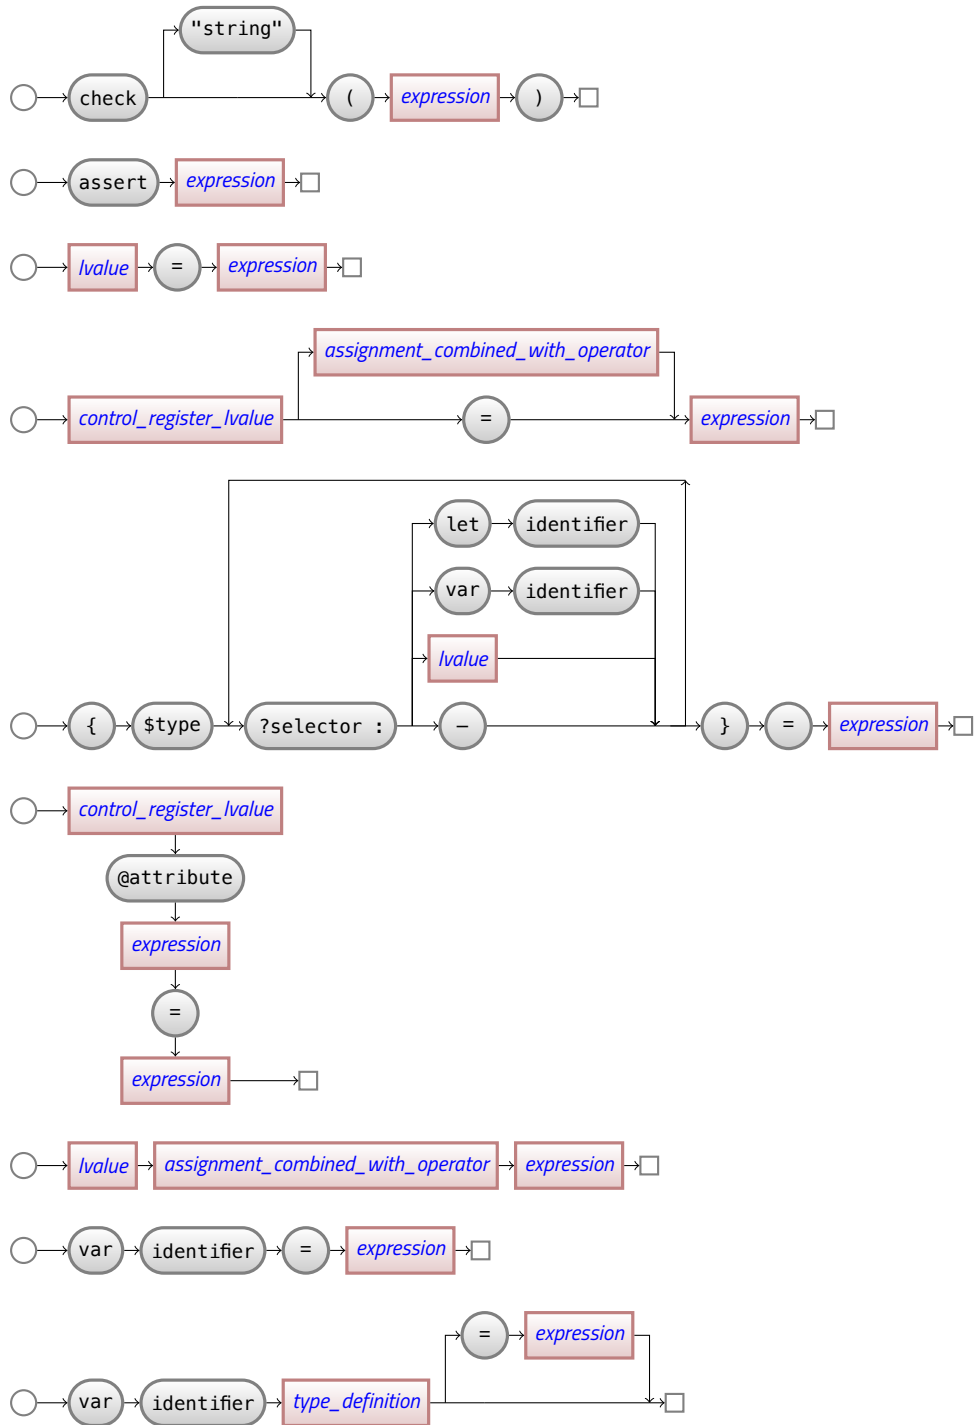 "string"
check ( expression )
assert expression
lvalue = expression
assignment_combined_with_operator
control_register_lvalue = expression
let identifier
var identifier
lvalue
{ $type ?selector : – } = expression
control_register_lvalue
@attribute
expression
=
expression
lvalue assignment_combined_with_operator expression
var identifier = expression
= expression
var identifier type_definition